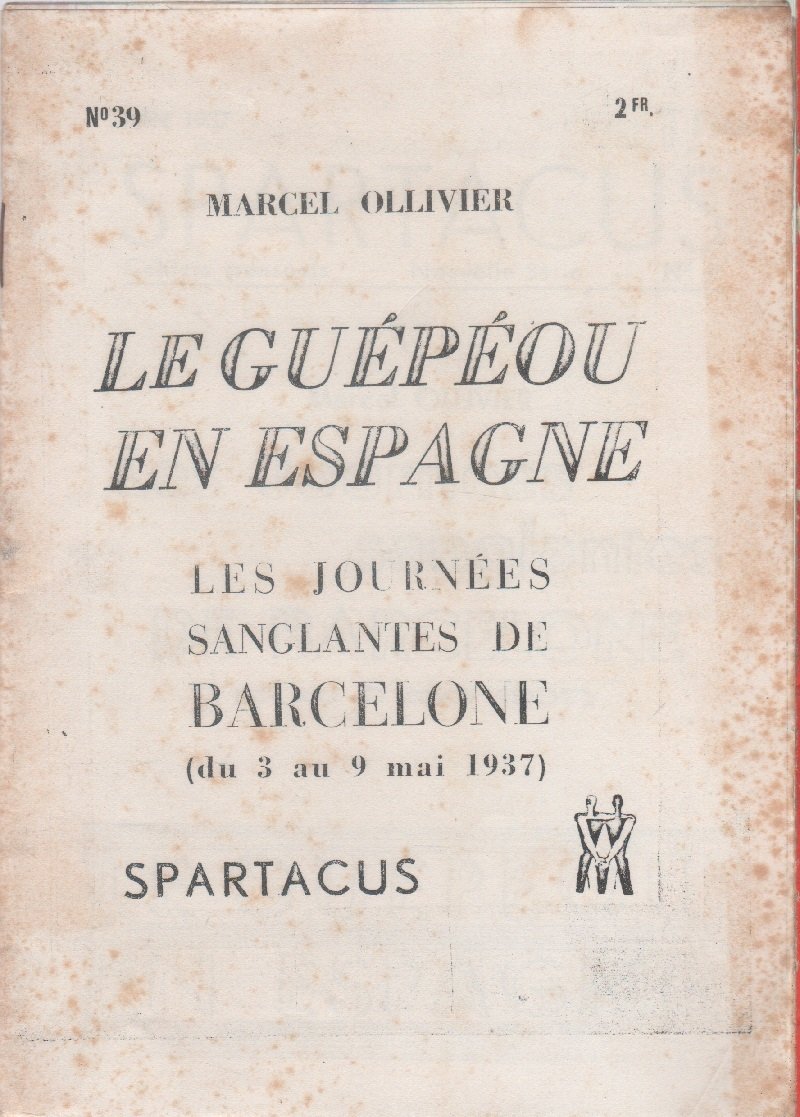 Nº 39
2 FR.
MARCEL OLLIVIER
LE GUÉPÉOU
EN ESPAGNE
LES JOURNÉES
SANGLANTES DE
BARCELONE
(du 3 au 9 mai 1937)
SPARTACUS